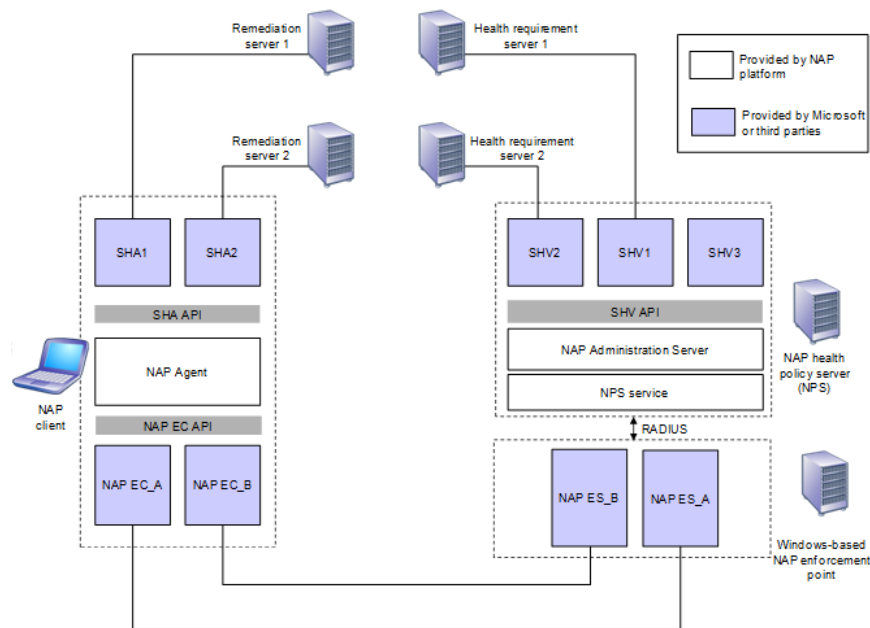 Remediation
server 1
Health requirement
server 1
Provided by NAP
platform
Provided by Microsoft
or third parties
Remediation
server 2
Health requirement
server 2
SHA1
SHA2
SHV2
SHV1
SHV3
SHA API
SHV API
NAP Agent
NAP Administration Server
NPS service
NAP health
policy server
(NPS)
NAP
client
NAP EC API
RADIUS
NAP EC_A
NAP EC_B
NAP ES_B
NAP ES_A
Windows-based
NAP enforcement
point